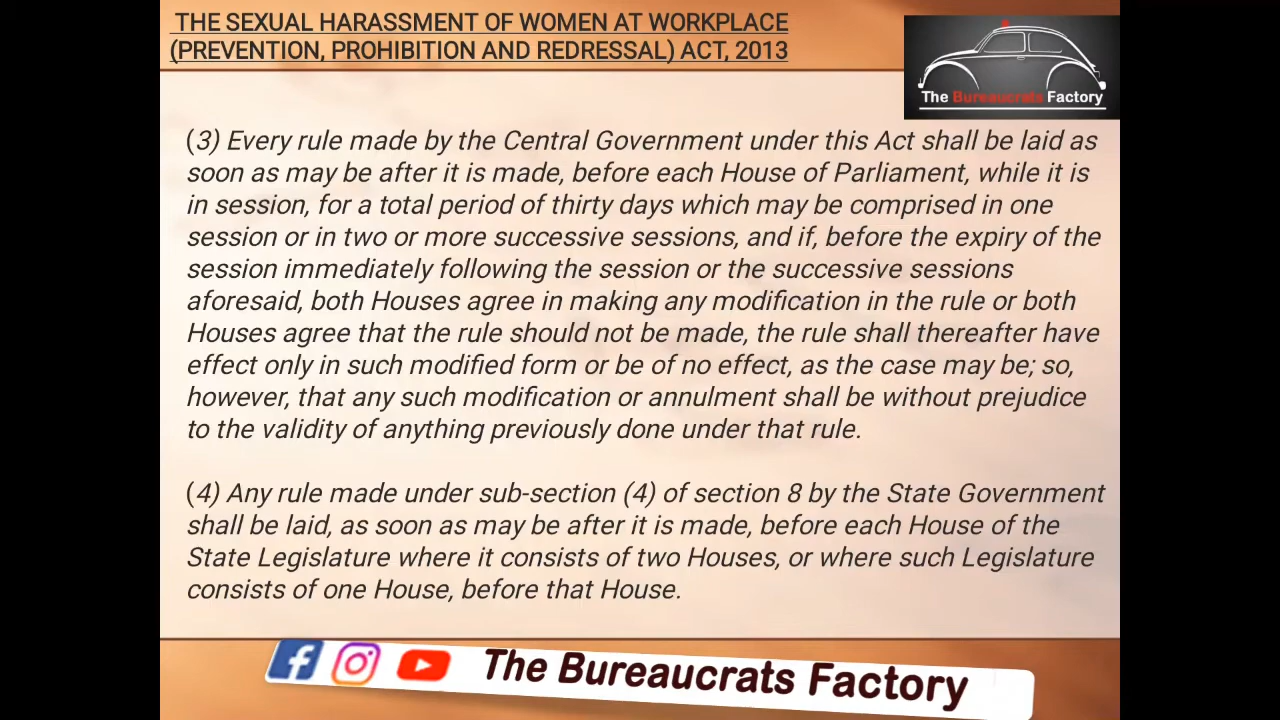 THE SEXUAL HARASSMENT OF WOMEN AT WORKPLACE
(PREVENTION, PROHIBITION AND REDRESSAL) ACT, 2013
The Bureaucrats Factory
(3) Every rule made by the Central Government under this Act shall be laid as
soon as may be after it is made, before each House of Parliament, while it is
in session, for a total period of thirty days which may be comprised in one
session or in two or more successive sessions, and if, before the expiry of the
session immediately following the session or the successive sessions
aforesaid, both Houses agree in making any modification in the rule or both
Houses agree that the rule should not be made, the rule shall thereafter have
effect only in such modified form or be of no effect, as the case may be; so,
however, that any such modification or annulment shall be without prejudice
to the validity of anything previously done under that rule.
(4) Any rule made under sub-section (4) of section 8 by the State Government
shall be laid, as soon as may be after it is made, before each House of the
State Legislature where it consists of two Houses, or where such Legislature
consists of one House, before that House.
The Bureaucrats Factory